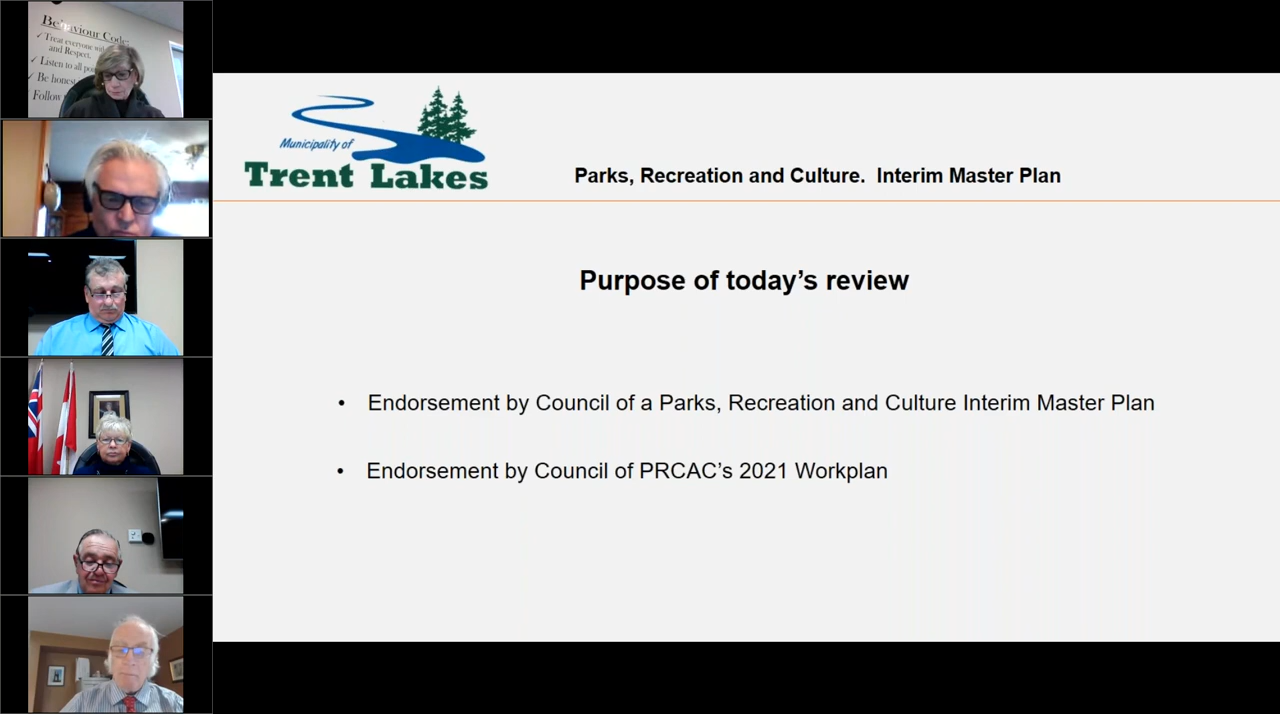 Behaviour Code
✓ Treat everyone with
and Respect.
✓ Listen to all
✓ Be honest
Follow
Municipality of
Trent Lakes
Parks, Recreation and Culture. Interim Master Plan
Purpose of today's review
• Endorsement by Council of a Parks, Recreation and Culture Interim Master Plan
• Endorsement by Council of PRCAC's 2021 Workplan